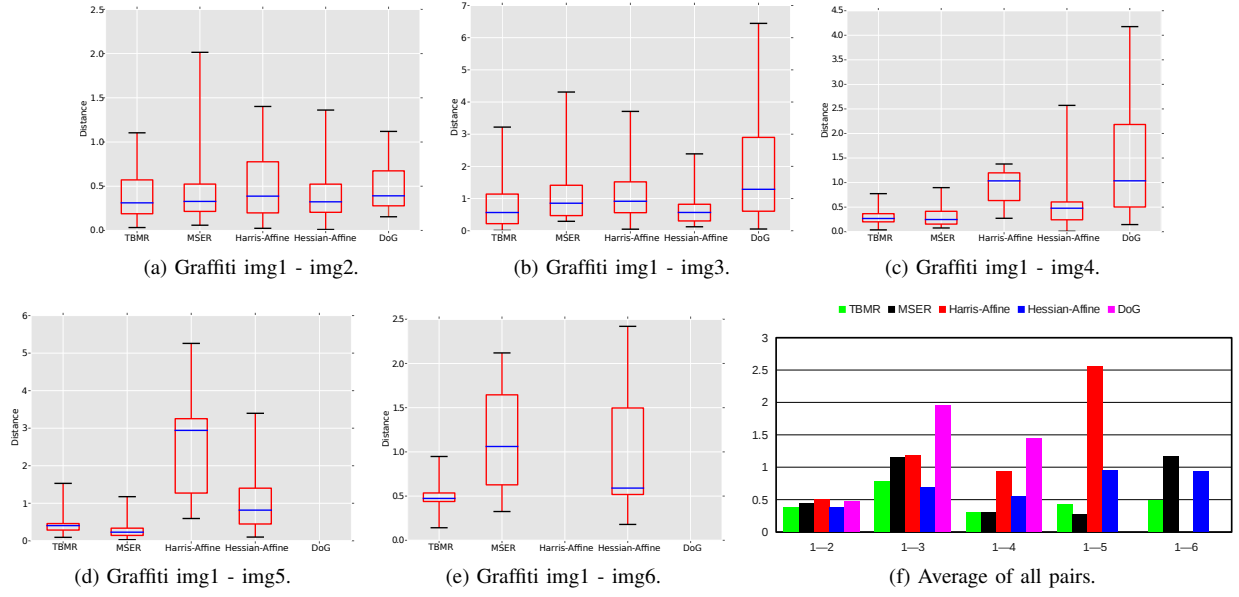 2.5
2.0
1.5
1.0
0.5
0.0
Distance
TBMR MSER Harris-Affine Hessian-Affine DoG
(a) Graffiti img1 - img2.
7
6
5
4
3
2
1
0
Distance
TBMR MSER Harris-Affine Hessian-Affine DoG
(b) Graffiti img1 - img3.
4.5
4.0
3.5
3.0
2.5
2.0
1.5
1.0
0.5
0.0
Distance
TBMR MSER Harris-Affine Hessian-Affine DoG
(c) Graffiti img1 - img4.
6
5
4
3
2
1
0
Distance
TBMR MSER Harris-Affine Hessian-Affine DoG
(d) Graffiti img1 - img5.
2.5
2.0
1.5
1.0
0.5
0.0
Distance
TBMR MSER Harris-Affine Hessian-Affine DoG
(e) Graffiti img1 - img6.
TBMR MSER Harris-Affine Hessian-Affine DoG
3
2.5
2
1.5
1
0.5
0
1—2 1—3 1—4 1—5 1—6
(f) Average of all pairs.